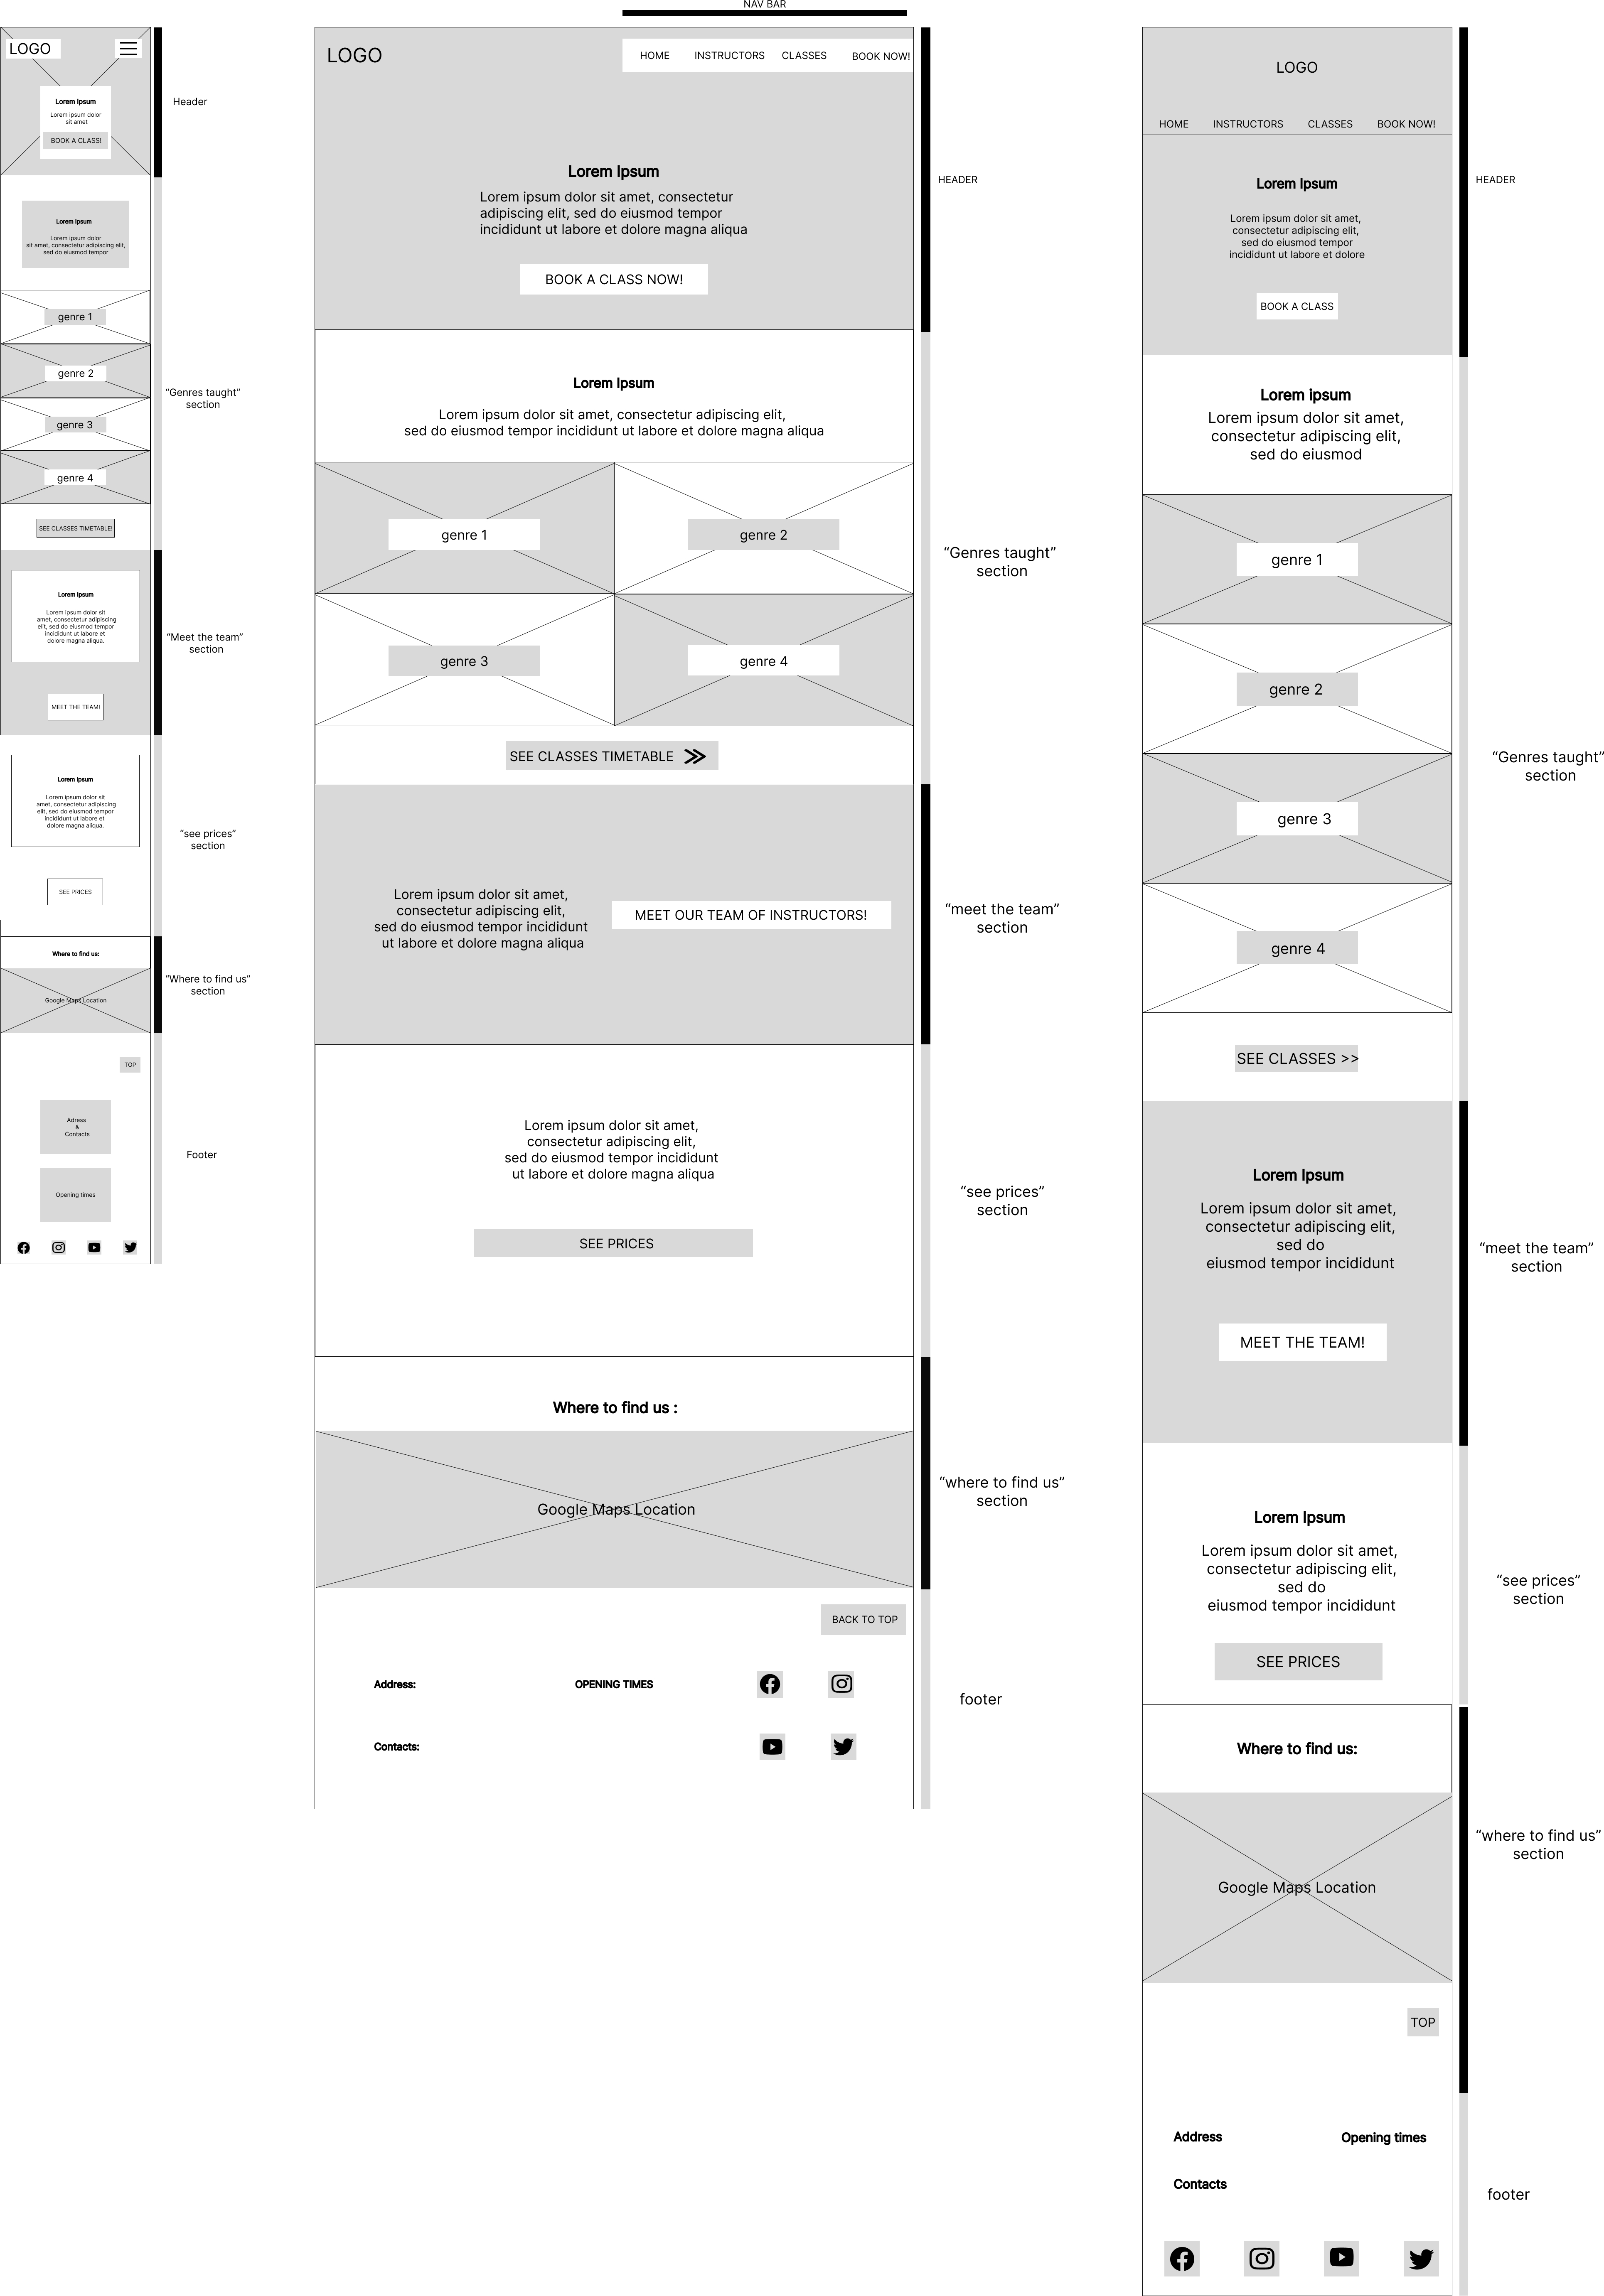 LOGO
Lorem Ipsum
Lorem ipsum dolor
sit amet
BOOK A CLASS!
Header
Lorem Ipsum
Lorem ipsum dolor
sit amet, consectetur adipiscing elit,
sed do eiusmod tempor
genre 1
genre 2
genre 3
genre 4
“Genres taught”
section
SEE CLASSES TIMETABLE!
Lorem Ipsum
Lorem ipsum dolor sit
amet, consectetur adipiscing
elit, sed do eiusmod tempor
incididunt ut labore et
dolore magna aliqua.
“Meet the team”
section
MEET THE TEAM!
Lorem Ipsum
Lorem ipsum dolor sit
amet, consectetur adipiscing
elit, sed do eiusmod tempor
incididunt ut labore et
dolore magna aliqua.
“see prices”
section
SEE PRICES
Where to find us:
Google Maps Location
“Where to find us”
section
TOP
Adress
&
Contacts
Footer
Opening times
NAV BAR
LOGO
HOME INSTRUCTORS CLASSES BOOK NOW!
Lorem Ipsum
Lorem ipsum dolor sit amet, consectetur
adipiscing elit, sed do eiusmod tempor
incididunt ut labore et dolore magna aliqua
BOOK A CLASS NOW!
HEADER
Lorem Ipsum
Lorem ipsum dolor sit amet, consectetur adipiscing elit,
sed do eiusmod tempor incididunt ut labore et dolore magna aliqua
genre 1
genre 2
genre 3
genre 4
“Genres taught”
section
SEE CLASSES TIMETABLE
Lorem ipsum dolor sit amet,
consectetur adipiscing elit,
sed do eiusmod tempor incididunt
ut labore et dolore magna aliqua
MEET OUR TEAM OF INSTRUCTORS!
“meet the team”
section
Lorem ipsum dolor sit amet,
consectetur adipiscing elit,
sed do eiusmod tempor incididunt
ut labore et dolore magna aliqua
SEE PRICES
“see prices”
section
Where to find us :
Google Maps Location
“where to find us”
section
BACK TO TOP
Address:
OPENING TIMES
Contacts:
footer
LOGO
HOME INSTRUCTORS CLASSES BOOK NOW!
Lorem Ipsum
Lorem ipsum dolor sit amet,
consectetur adipiscing elit,
sed do eiusmod tempor
incididunt ut labore et dolore
BOOK A CLASS
HEADER
Lorem ipsum
Lorem ipsum dolor sit amet,
consectetur adipiscing elit,
sed do eiusmod
genre 1
genre 2
genre 3
genre 4
“Genres taught”
section
SEE CLASSES >>
Lorem Ipsum
Lorem ipsum dolor sit amet,
consectetur adipiscing elit,
sed do
eiusmod tempor incididunt
MEET THE TEAM!
“meet the team”
section
Lorem Ipsum
Lorem ipsum dolor sit amet,
consectetur adipiscing elit,
sed do
eiusmod tempor incididunt
SEE PRICES
“see prices”
section
Where to find us:
Google Maps Location
“where to find us”
section
TOP
Address
Opening times
Contacts
footer